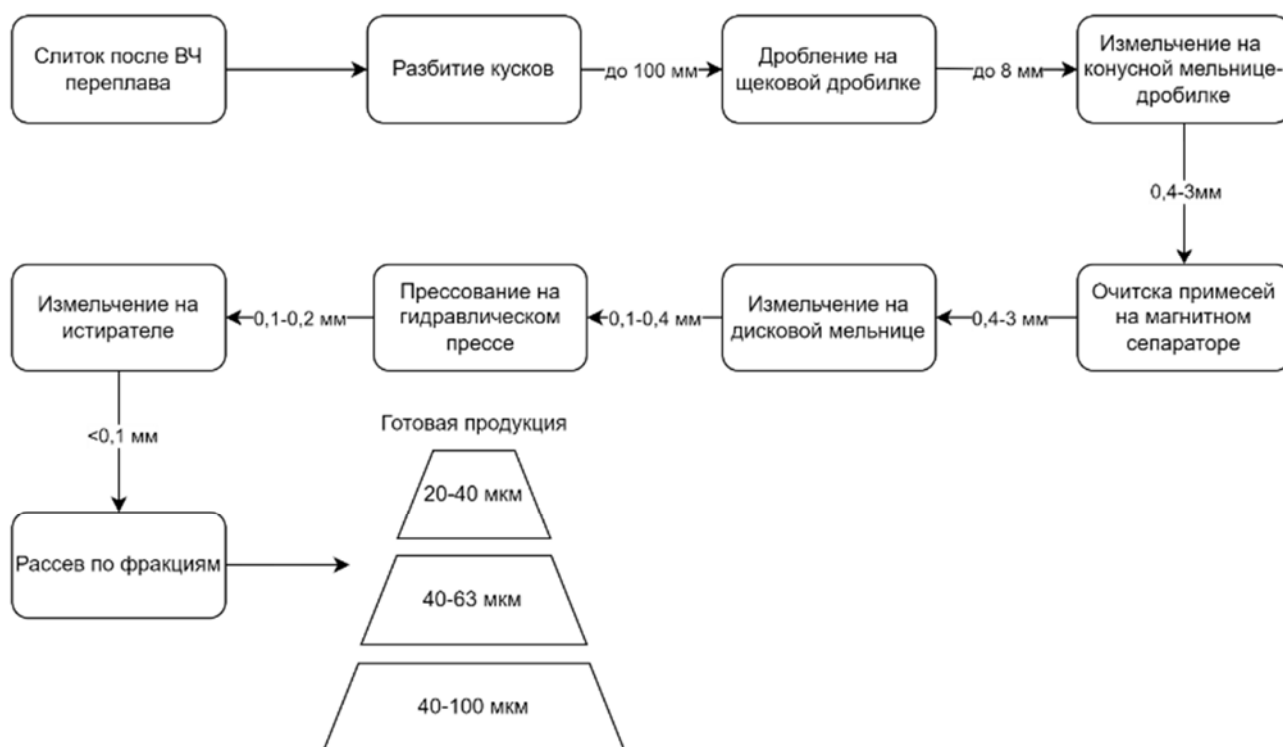 Слиток после ВЧ
переплава
Разбитие кусков
до 100 мм
Дробление на
щековой дробилке
до 8 мм
Измельчение на
конусной мельнице-
дробилке
0,4-3мм
Очитска примесей
на магнитном
сепараторе
0,4-3 мм
Измельчение на
дисковой мельнице
0,1-0,4 мм
Прессование на
гидравлическом
прессе
0,1-0,2 мм
Измельчение на
истирателе
<0,1 мм
Рассев по фракциям
Готовая продукция
20-40 мкм
40-63 мкм
40-100 мкм